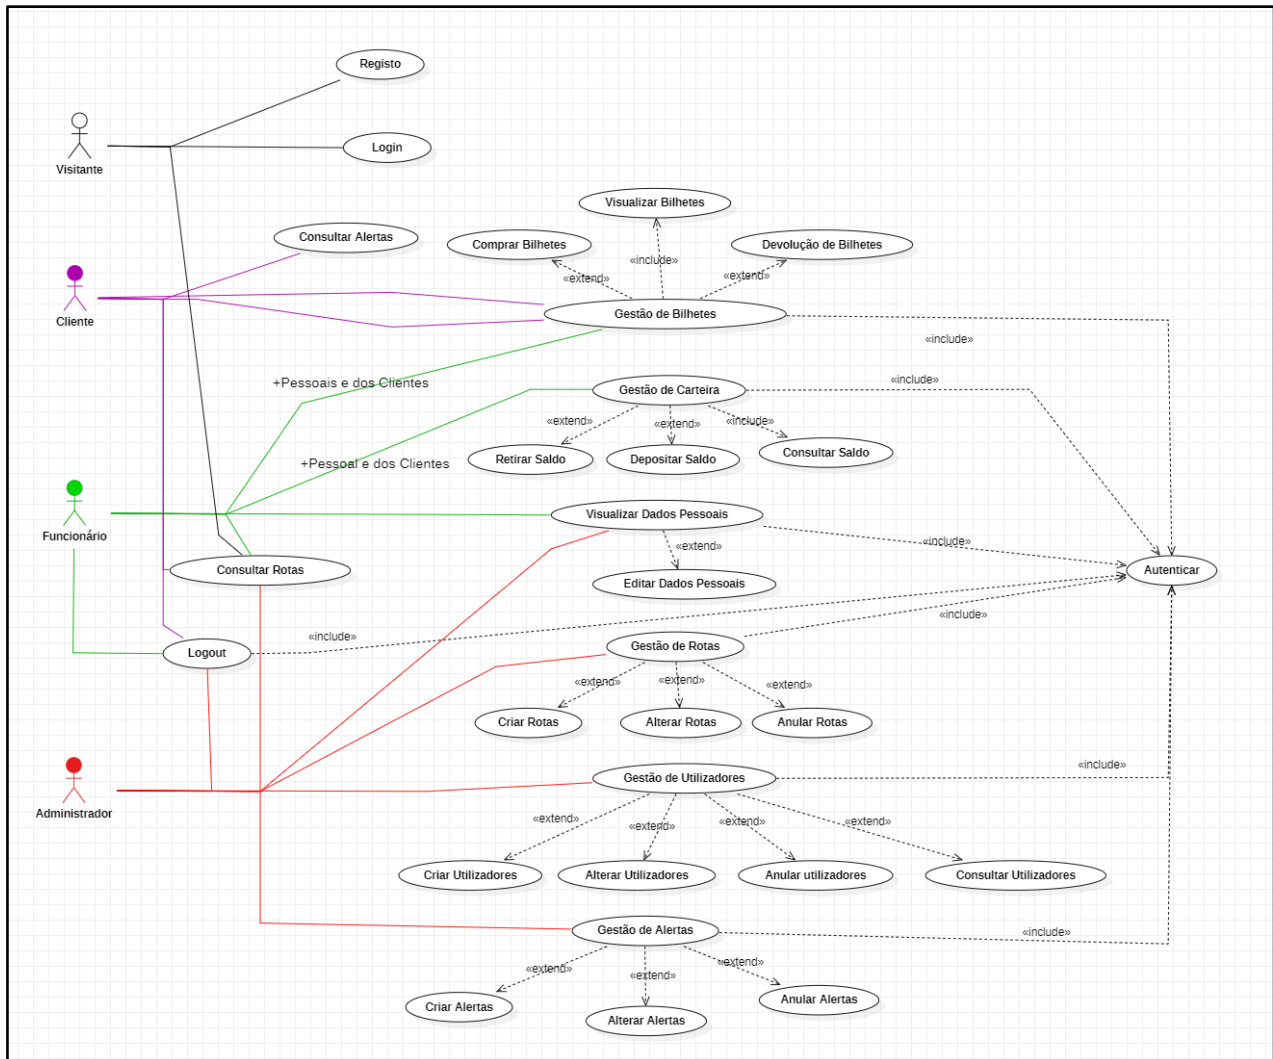 Registo
Login
Visitante
Visualizar Bilhetes
Consultar Alertas
Comprar Bilhetes
Devolução de Bilhetes
«extend»
«include»
«extend»
Cliente
Gestão de Bilhetes
«include»
+Pessoais e dos Clientes
Gestão de Carteira
«include»
«extend»
«extend»
«include»
Retirar Saldo
Depositar Saldo
Consultar Saldo
+Pessoal e dos Clientes
Funcionário
Visualizar Dados Pessoais
«extend»
«include»
Consultar Rotas
Editar Dados Pessoais
Autenticar
Logout
«include»
Gestão de Rotas
«include»
«extend»
«extend»
«extend»
Criar Rotas
Alterar Rotas
Anular Rotas
Administrador
Gestão de Utilizadores
«include»
«extend»
«extend»
«extend»
«extend»
Criar Utilizadores
Alterar Utilizadores
Anular utilizadores
Consultar Utilizadores
Gestão de Alertas
«include»
«extend»
«extend»
«extend»
Criar Alertas
Alterar Alertas
Anular Alertas